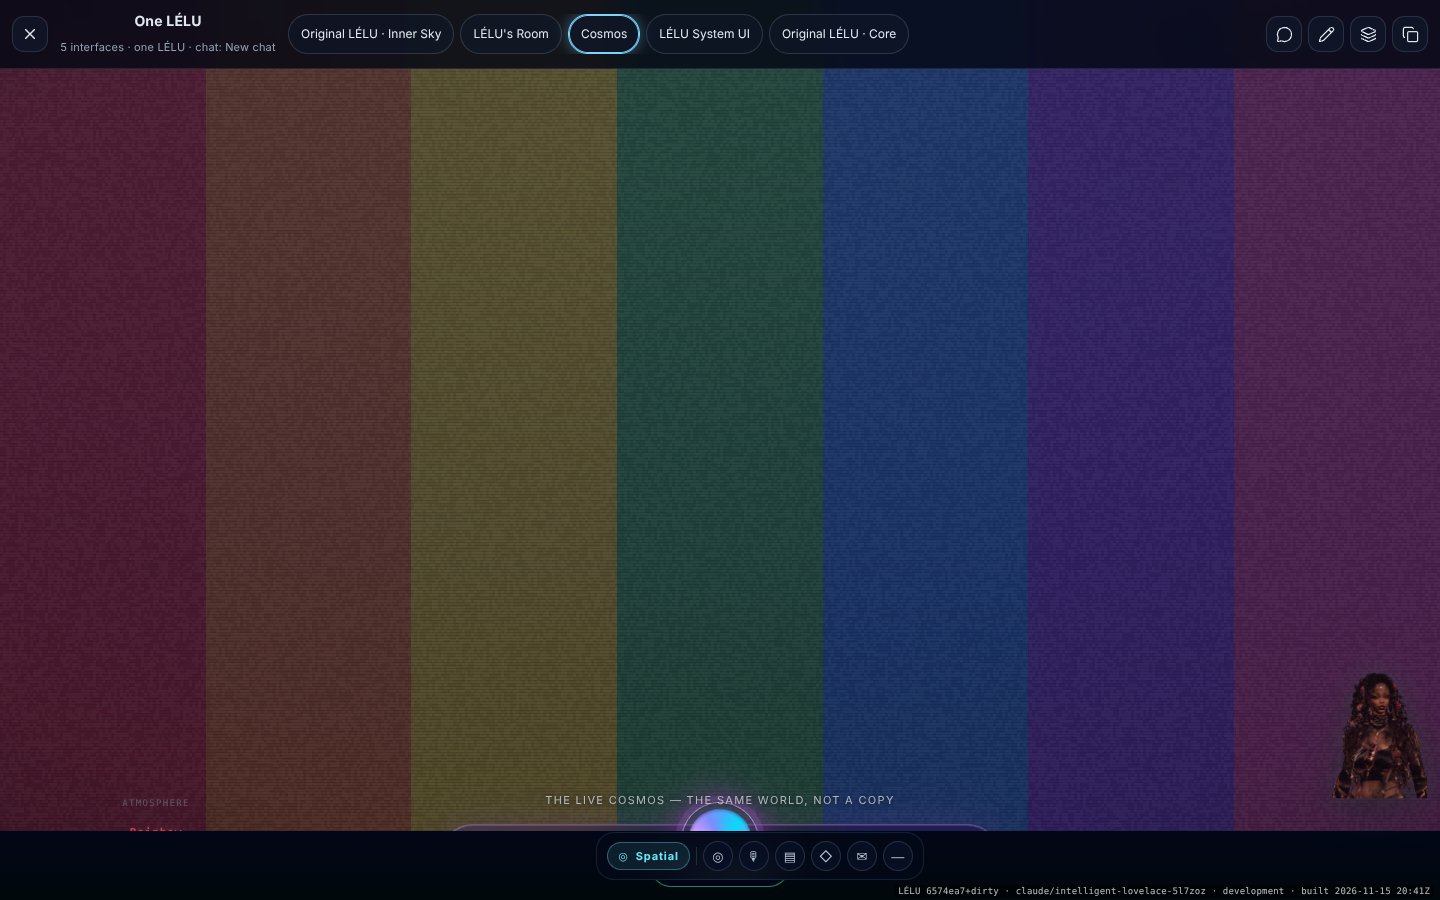 One LÉLU
5 interfaces · one LÉLU · chat: New chat
Original LÉLU · Inner Sky
LÉLU's Room
Cosmos
LÉLU System UI
Original LÉLU · Core
THE LIVE COSMOS — THE SAME WORLD, NOT A COPY
ATMOSPHERE
Rainbow
Spatial
LÉLU 6574ea7+dirty · claude/intelligent-lovelace-5l7zoz · development · built 2026-11-15 20:41Z